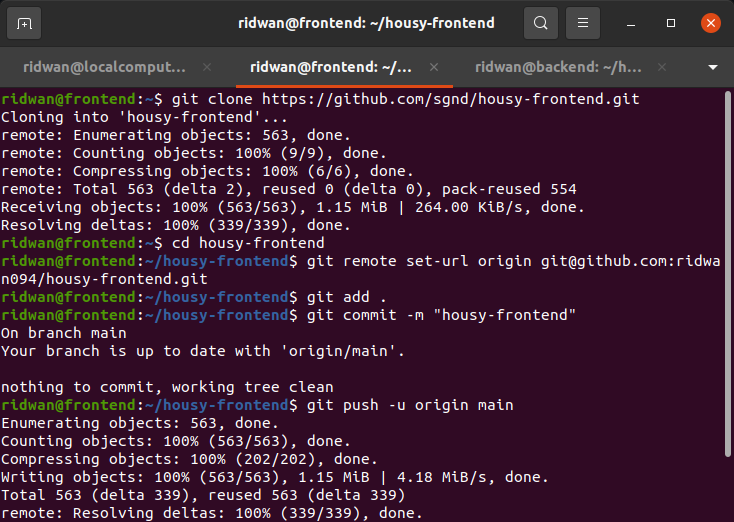 ridwan@frontend: ~/housy-frontend
ridwan@localcomput... × ridwan@frontend: ~/... × ridwan@backend: ~/h... ×
ridwan@frontend:~$ git clone https://github.com/sgnd/housy-frontend.git
Cloning into 'housy-frontend'...
remote: Enumerating objects: 563, done.
remote: Counting objects: 100% (9/9), done.
remote: Compressing objects: 100% (6/6), done.
remote: Total 563 (delta 2), reused 0 (delta 0), pack-reused 554
Receiving objects: 100% (563/563), 1.15 MiB | 264.00 KiB/s, done.
Resolving deltas: 100% (339/339), done.
ridwan@frontend:~$ cd housy-frontend
ridwan@frontend:~/housy-frontend$ git remote set-url origin git@github.com:ridwa
n094/housy-frontend.git
ridwan@frontend:~/housy-frontend$ git add .
ridwan@frontend:~/housy-frontend$ git commit -m "housy-frontend"
On branch main
Your branch is up to date with 'origin/main'.
nothing to commit, working tree clean
ridwan@frontend:~/housy-frontend$ git push -u origin main
Enumerating objects: 563, done.
Counting objects: 100% (563/563), done.
Compressing objects: 100% (202/202), done.
Writing objects: 100% (563/563), 1.15 MiB | 4.18 MiB/s, done.
Total 563 (delta 339), reused 563 (delta 339)
remote: Resolving deltas: 100% (339/339), done.